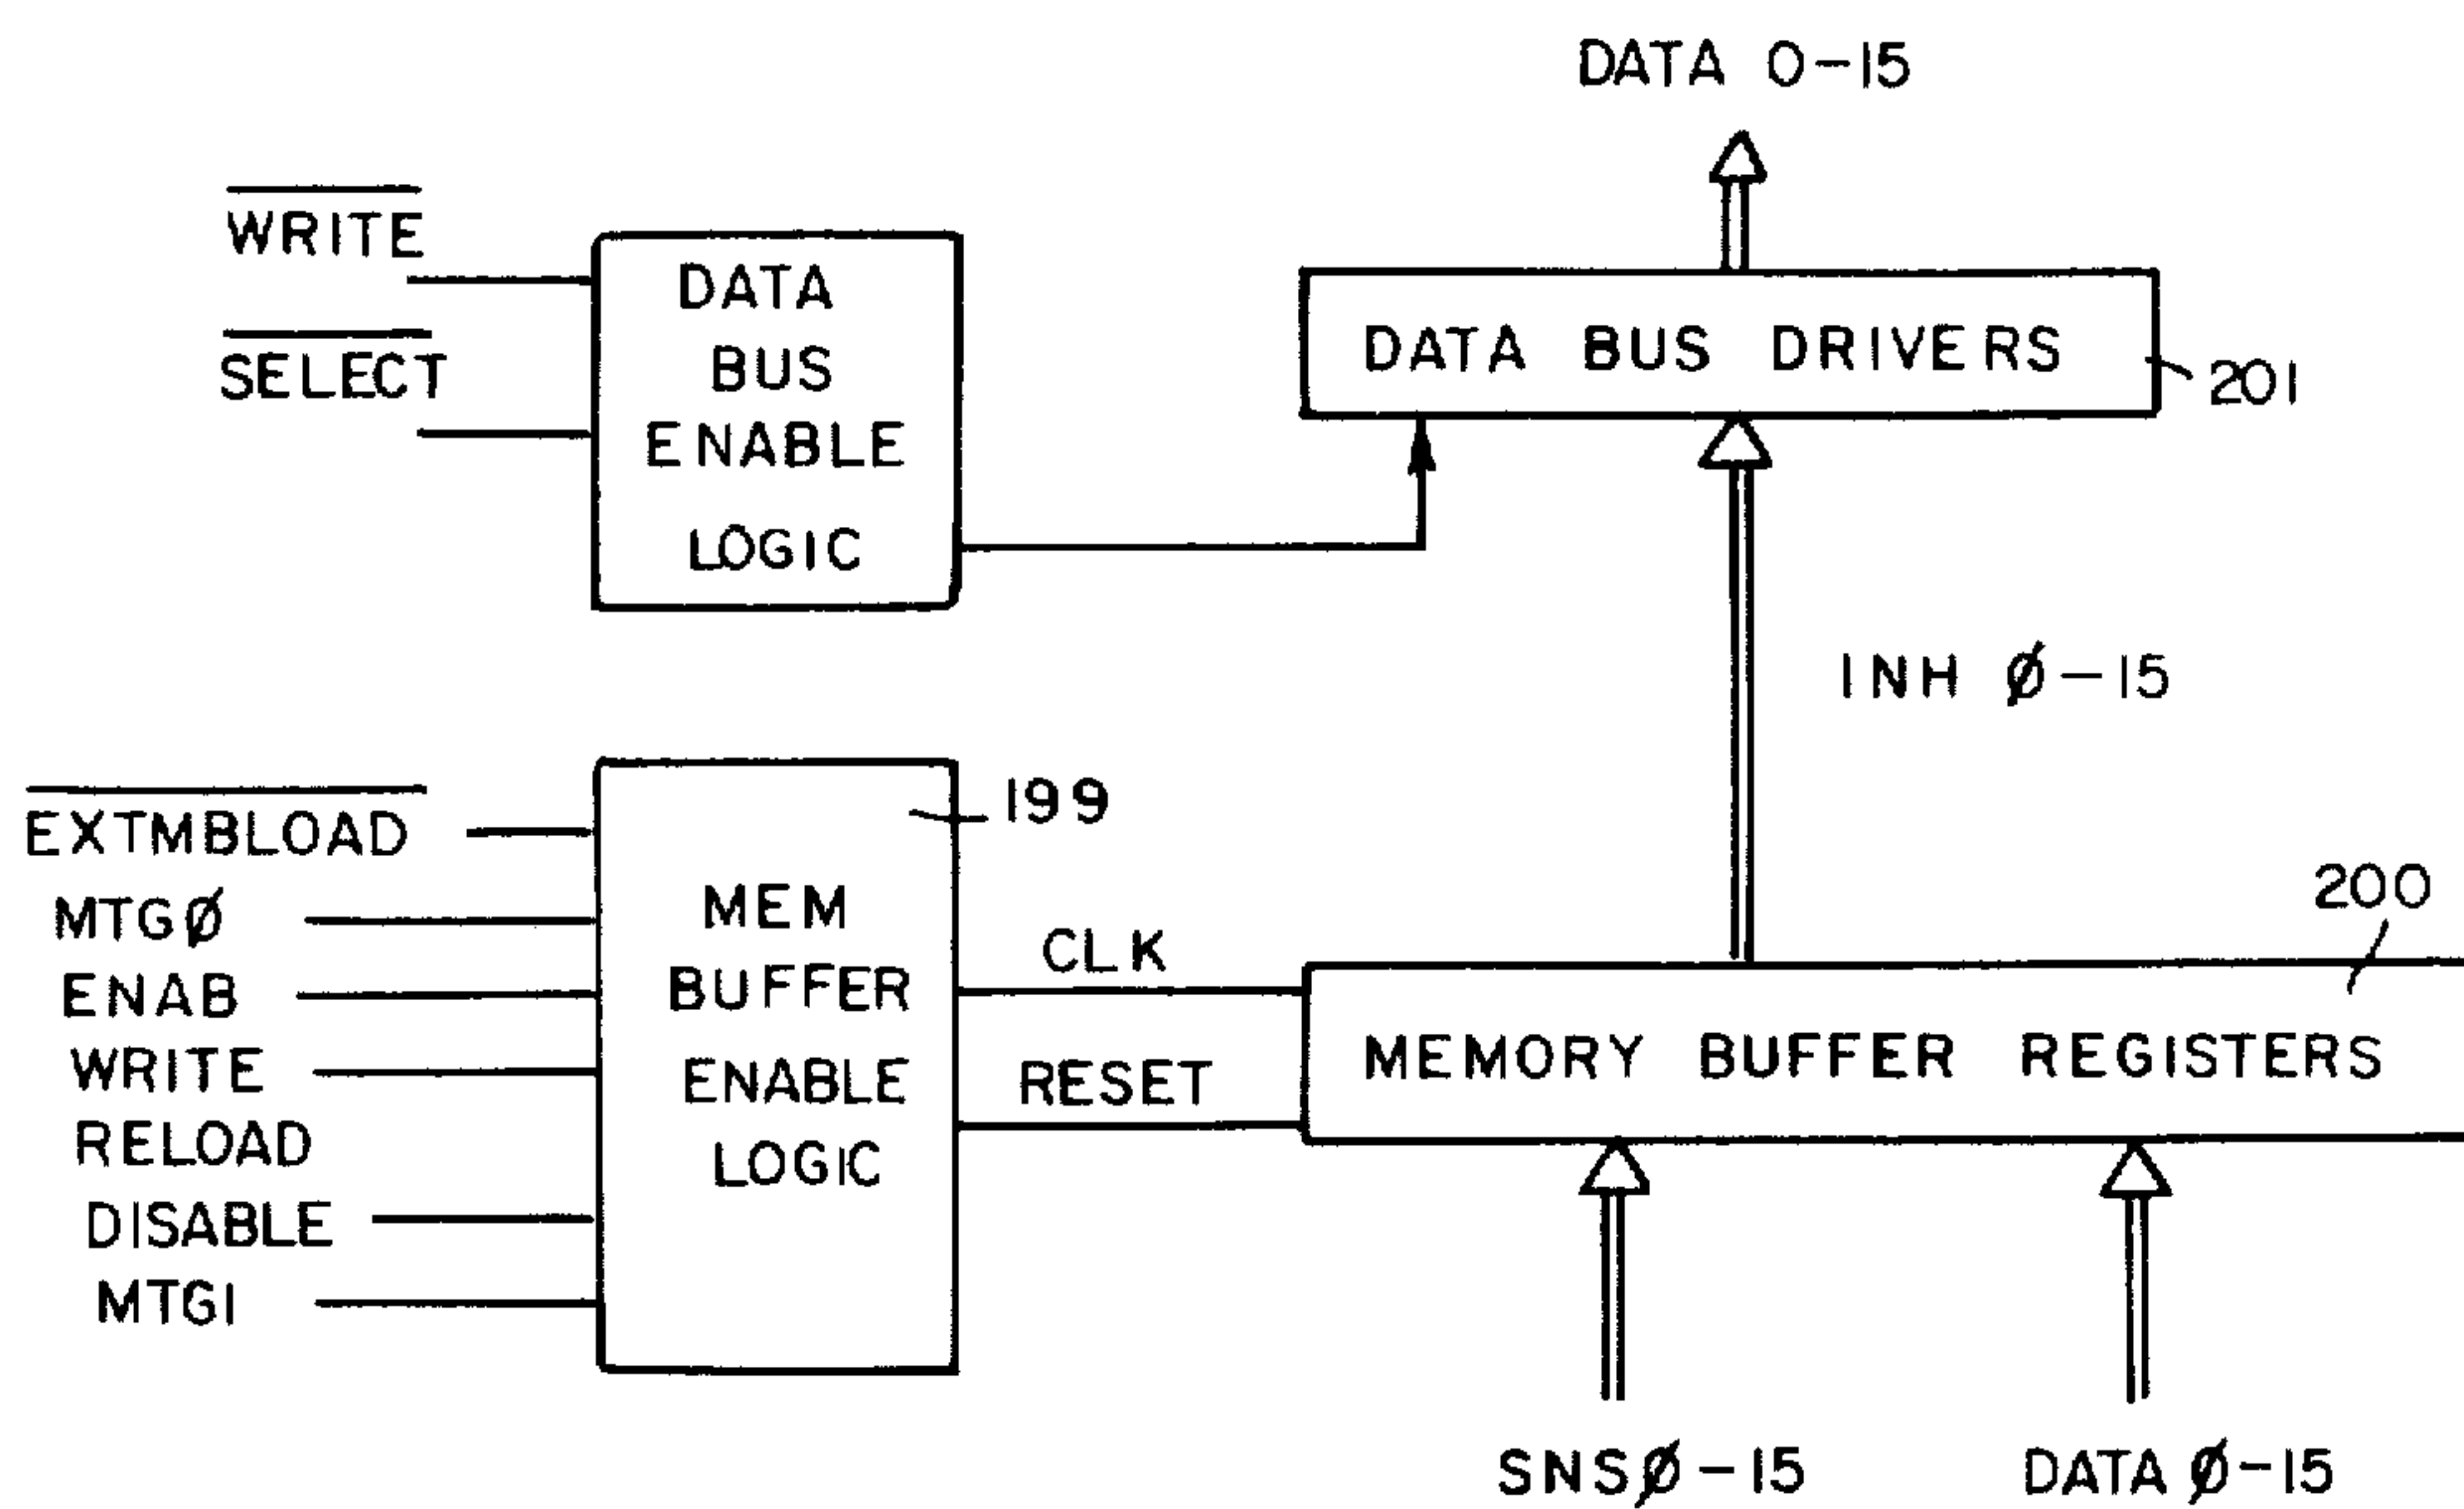 DATA 0-15
WRITE
SELECT
DATA
BUS
ENABLE
LOGIC
DATA BUS DRIVERS
201
INH Ø-15
EXTMBLOAD
MTGØ
ENAB
WRITE
RELOAD
DISABLE
MTG1
199
MEM
BUFFER
ENABLE
LOGIC
CLK
RESET
200
MEMORY BUFFER REGISTERS
SNSØ-15
DATA Ø-15